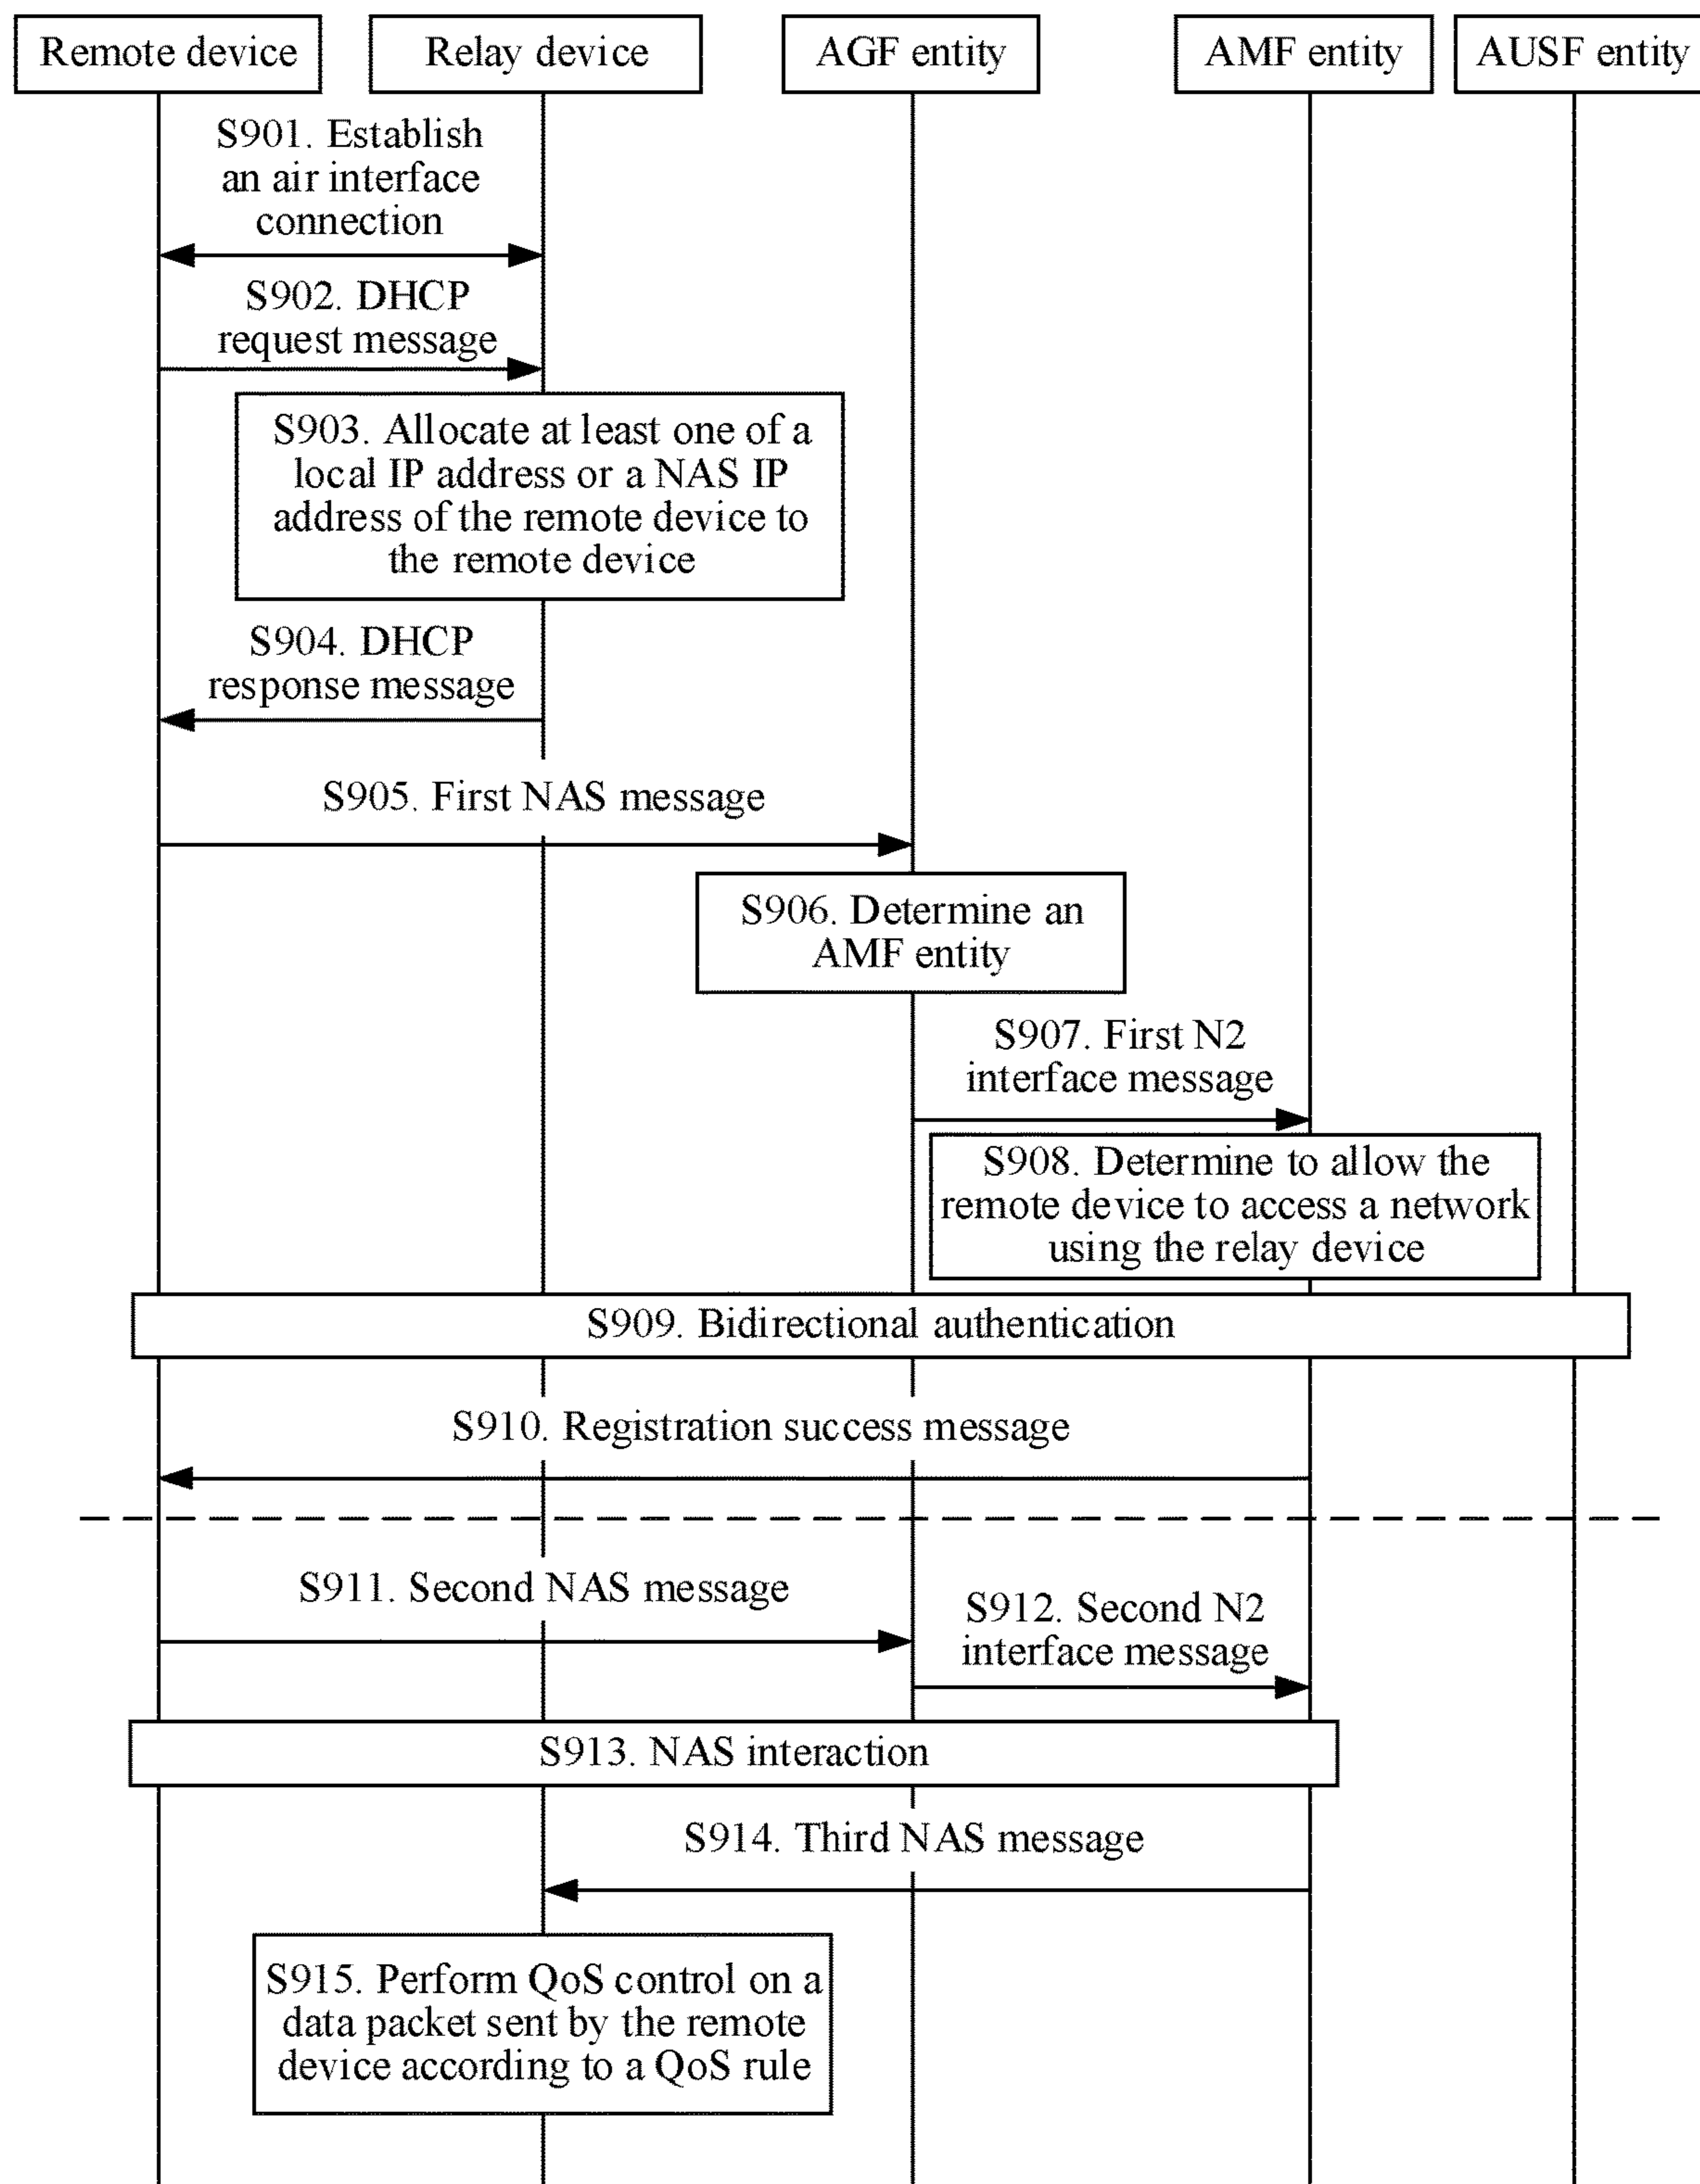 Remote device
Relay device
AGF entity
AMF entity
AUSF entity
S901. Establish
an air interface
connection
S902. DHCP
request message
S903. Allocate at least one of a
local IP address or a NAS IP
address of the remote device to
the remote device
S904. DHCP
response message
S905. First NAS message
S906. Determine an
AMF entity
S907. First N2
interface message
S908. Determine to allow the
remote device to access a network
using the relay device
S909. Bidirectional authentication
S910. Registration success message
S911. Second NAS message
S912. Second N2
interface message
S913. NAS interaction
S914. Third NAS message
S915. Perform QoS control on a
data packet sent by the remote
device according to a QoS rule